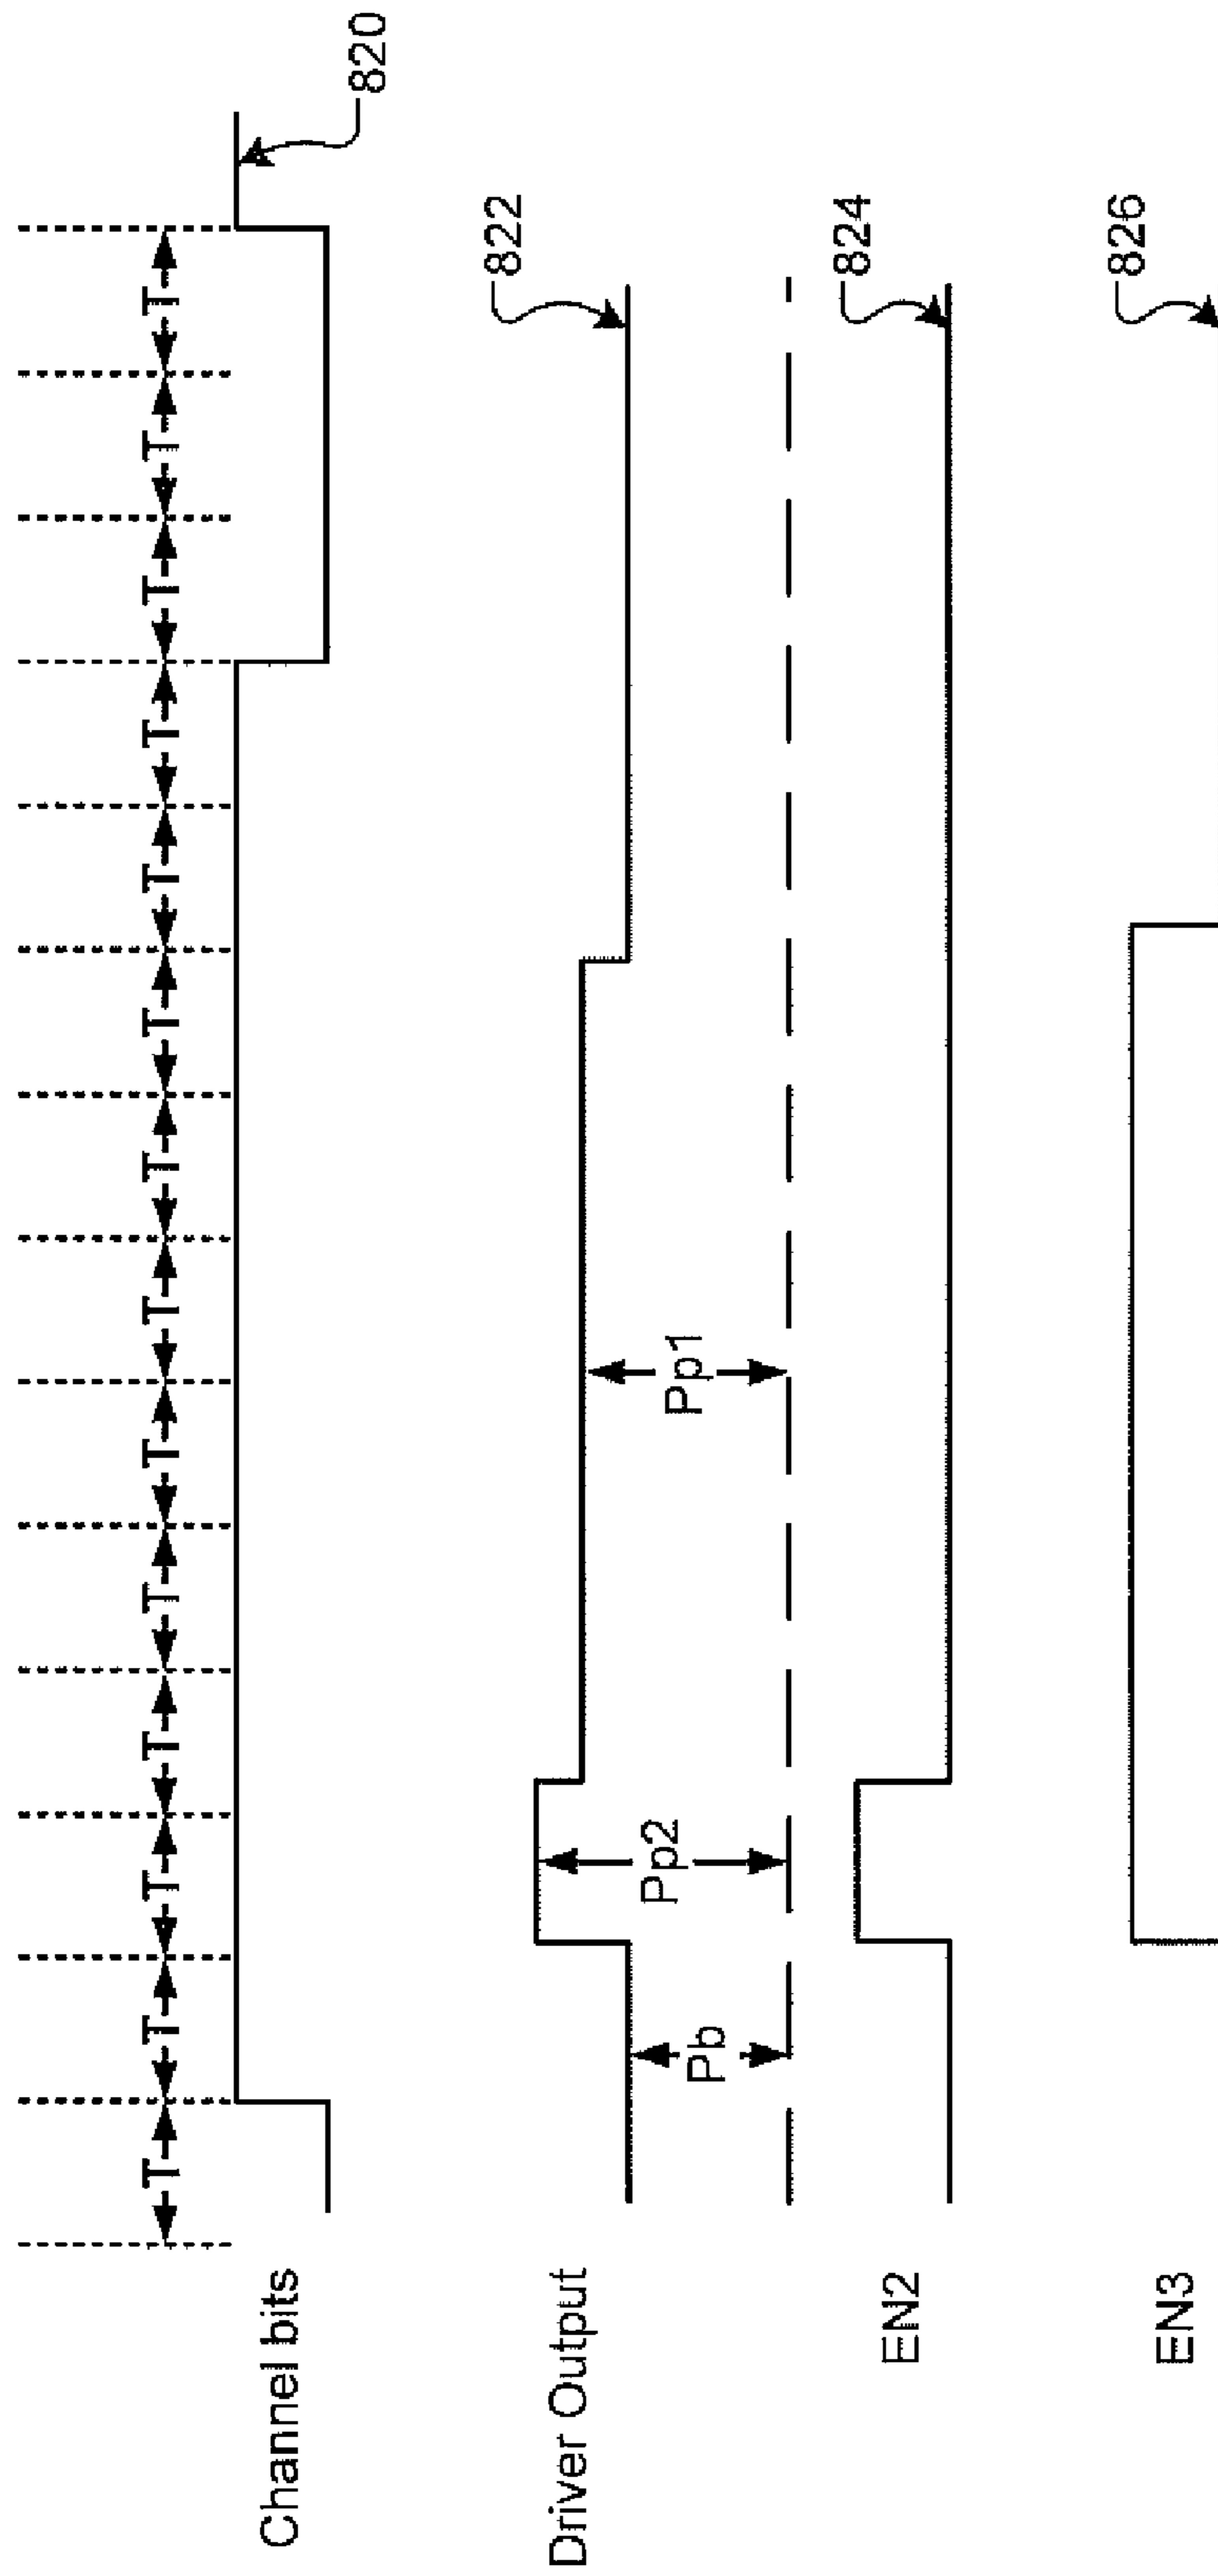 T T T T T T T T T T T T T T
Channel bits
820
822
Driver Output
Pb
Pp2
Pp1
824
EN2
826
EN3